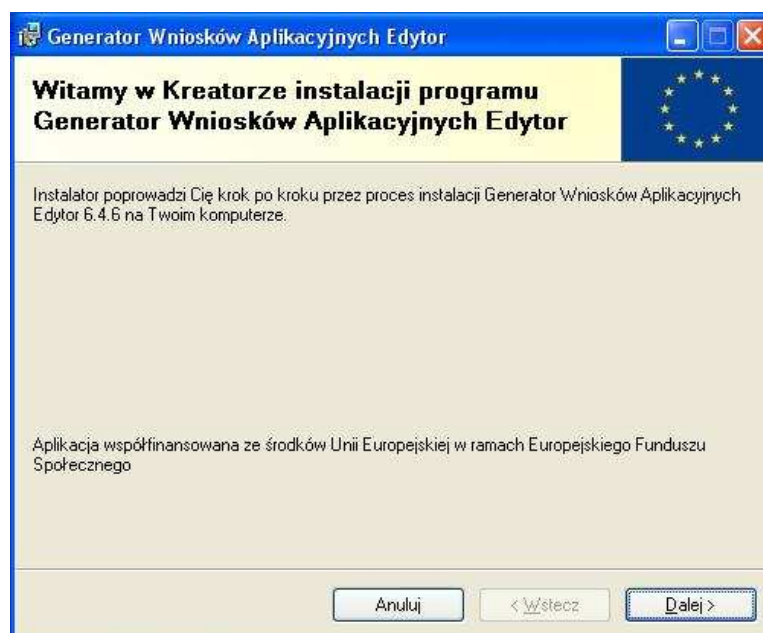 Generator Wniosków Aplikacyjnych Edytor
Witamy w Kreatorze instalacji programu
Generator Wniosków Aplikacyjnych Edytor
Instalator poprowadzi Cię krok po kroku przez proces instalacji Generator Wniosków Aplikacyjnych
Edytor 6.4.6 na Twoim komputerze.
Aplikacja współfinansowana ze środków Unii Europejskiej w ramach Europejskiego Funduszu
Społecznego
Anuluj
< Wstecz
Dalej >